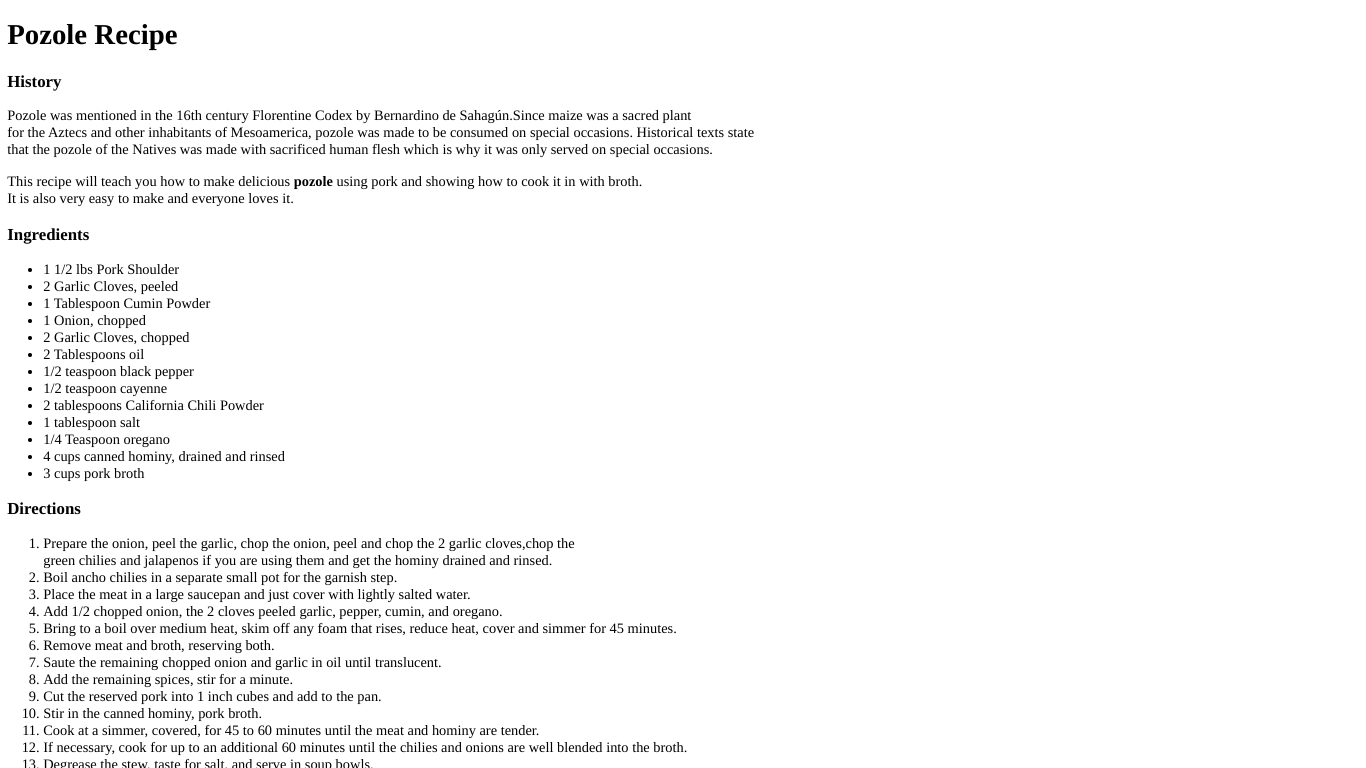 Pozole Recipe
History
Pozole was mentioned in the 16th century Florentine Codex by Bernardino de Sahagún.Since maize was a sacred plant
for the Aztecs and other inhabitants of Mesoamerica, pozole was made to be consumed on special occasions. Historical texts state
that the pozole of the Natives was made with sacrificed human flesh which is why it was only served on special occasions.
This recipe will teach you how to make delicious pozole using pork and showing how to cook it in with broth.
It is also very easy to make and everyone loves it.
Ingredients
• 1 1/2 lbs Pork Shoulder
• 2 Garlic Cloves, peeled
• 1 Tablespoon Cumin Powder
• 1 Onion, chopped
• 2 Garlic Cloves, chopped
• 2 Tablespoons oil
• 1/2 teaspoon black pepper
• 1/2 teaspoon cayenne
• 2 tablespoons California Chili Powder
• 1 tablespoon salt
• 1/4 Teaspoon oregano
• 4 cups canned hominy, drained and rinsed
• 3 cups pork broth
Directions
1. Prepare the onion, peel the garlic, chop the onion, peel and chop the 2 garlic cloves,chop the
green chilies and jalapenos if you are using them and get the hominy drained and rinsed.
2. Boil ancho chilies in a separate small pot for the garnish step.
3. Place the meat in a large saucepan and just cover with lightly salted water.
4. Add 1/2 chopped onion, the 2 cloves peeled garlic, pepper, cumin, and oregano.
5. Bring to a boil over medium heat, skim off any foam that rises, reduce heat, cover and simmer for 45 minutes.
6. Remove meat and broth, reserving both.
7. Saute the remaining chopped onion and garlic in oil until translucent.
8. Add the remaining spices, stir for a minute.
9. Cut the reserved pork into 1 inch cubes and add to the pan.
10. Stir in the canned hominy, pork broth.
11. Cook at a simmer, covered, for 45 to 60 minutes until the meat and hominy are tender.
12. If necessary, cook for up to an additional 60 minutes until the chilies and onions are well blended into the broth.
13. Degrease the stew, taste for salt, and serve in soup bowls.